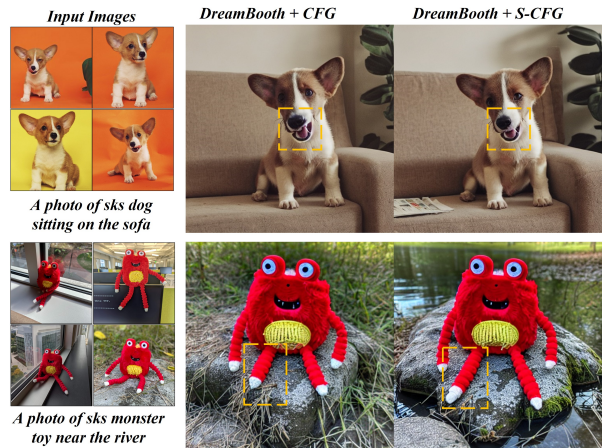 Input Images
DreamBooth + CFG
DreamBooth + S-CFG
A photo of sks dog
sitting on the sofa
A photo of sks monster
toy near the river